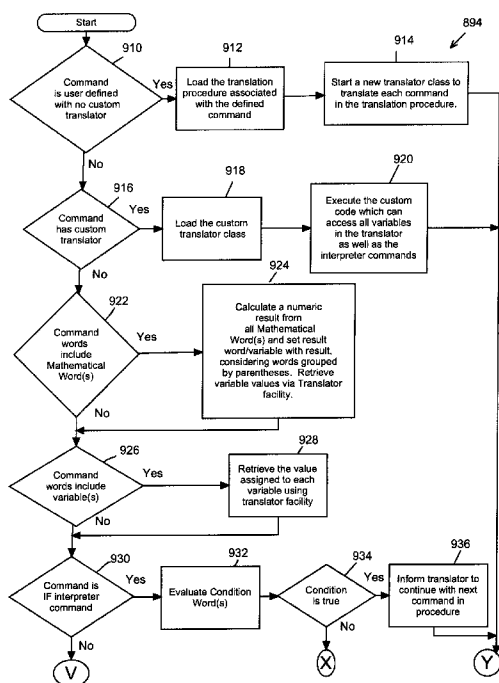 Start
894
910
Command
is user defined
with no custom
translator
Yes
912
Load the translation
procedure associated
with the defined
command
914
Start a new translator class to
translate each command
in the translation procedure.
No
916
Command
has custom
translator
Yes
918
Load the custom
translator class
920
Execute the custom
code which can
access all variables
in the translator
as well as the
interpreter commands
No
922
Command
words
include
Mathematical
Word(s)
Yes
924
Calculate a numeric
result from
all Mathematical
Word(s) and set result
word/variable with result,
considering words grouped
by parentheses. Retrieve
variable values via Translator
facility.
No
926
Command
words include
variable(s)
Yes
928
Retrieve the value
assigned to each
variable using
translator facility
No
930
Command is
IF interpreter
command
Yes
932
Evaluate Condition
Word(s)
934
Condition
is true
Yes
936
Inform translator to
continue with next
command in
procedure
No
No
V
X
Y